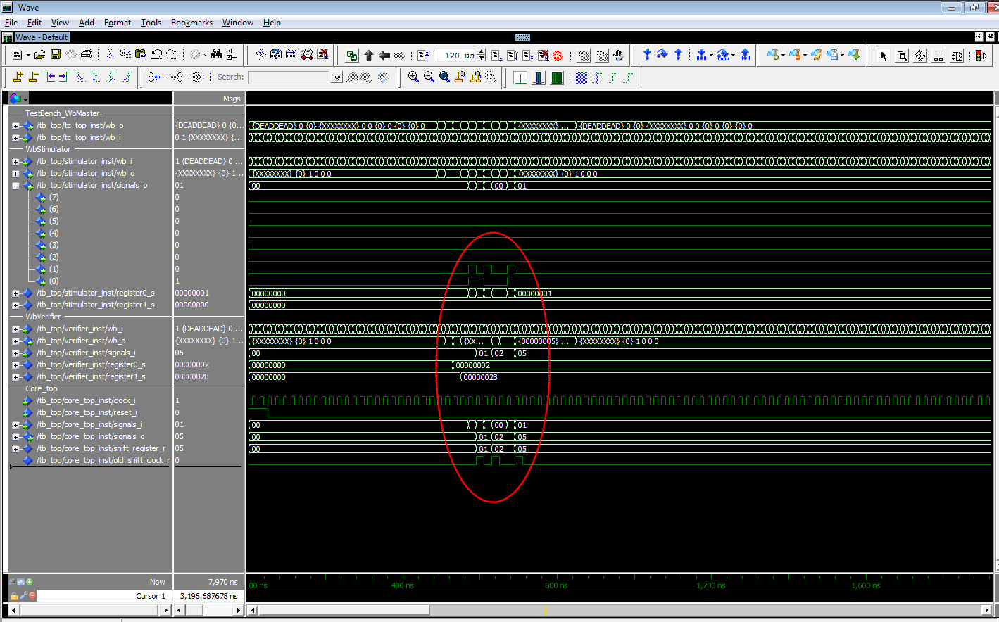 Wave
File Edit View Add Format Tools Bookmarks Window Help
Wave - Default
120 us
Search:
Msgs
TestBench_WbMaster
/tb_top/tc_top_inst/wb_o {DEADDEAD} 0 {0... {DEADDEAD} 0 {0} {XXXXXXXX} 0 0 {0} 0 {0} {0} 0 {XXXXXXXX} ... {DEADDEAD} 0 {0} {XXXXXXXX} 0 0 {0} 0 {0} {0} 0
/tb_top/tc_top_inst/wb_i 0 1 {XXXXXXXX} {...
WbStimulator
/tb_top/stimulator_inst/wb_i 1 {DEADDEAD} 0 ...
/tb_top/stimulator_inst/wb_o {XXXXXXXX} {0} 1... {XXXXXXXX} {0} 1 0 0 0 {XXXXXXXX} {0} 1 0 0 0
/tb_top/stimulator_inst/signals_o 01 00 00 01
(7) 0
(6) 0
(5) 0
(4) 0
(3) 0
(2) 0
(1) 0
(0) 1
/tb_top/stimulator_inst/register0_s 00000001 00000000 00000001
/tb_top/stimulator_inst/register1_s 00000000 00000000
WbVerifier
/tb_top/verifier_inst/wb_i 1 {DEADDEAD} 0 ...
/tb_top/verifier_inst/wb_o {XXXXXXXX} {0} 1... {XXXXXXXX} {0} 1 0 0 0 {XX... {00000005} ... {XXXXXXXX} {0} 1 0 0 0
/tb_top/verifier_inst/signals_i 05 00 01 02 05
/tb_top/verifier_inst/register0_s 00000002 00000000 00000002
/tb_top/verifier_inst/register1_s 0000002B 00000000 0000002B
Core_top
/tb_top/core_top_inst/clock_i 1
/tb_top/core_top_inst/reset_i 0
/tb_top/core_top_inst/signals_i 01 00 00 01
/tb_top/core_top_inst/signals_o 05 00 01 02 05
/tb_top/core_top_inst/shift_register_r 05 00 01 02 05
/tb_top/core_top_inst/old_shift_clock_r 0
Now 7,970 ns 00 ns 400 ns 800 ns 1,200 ns 1,600 ns
Cursor 1 3,196.687678 ns